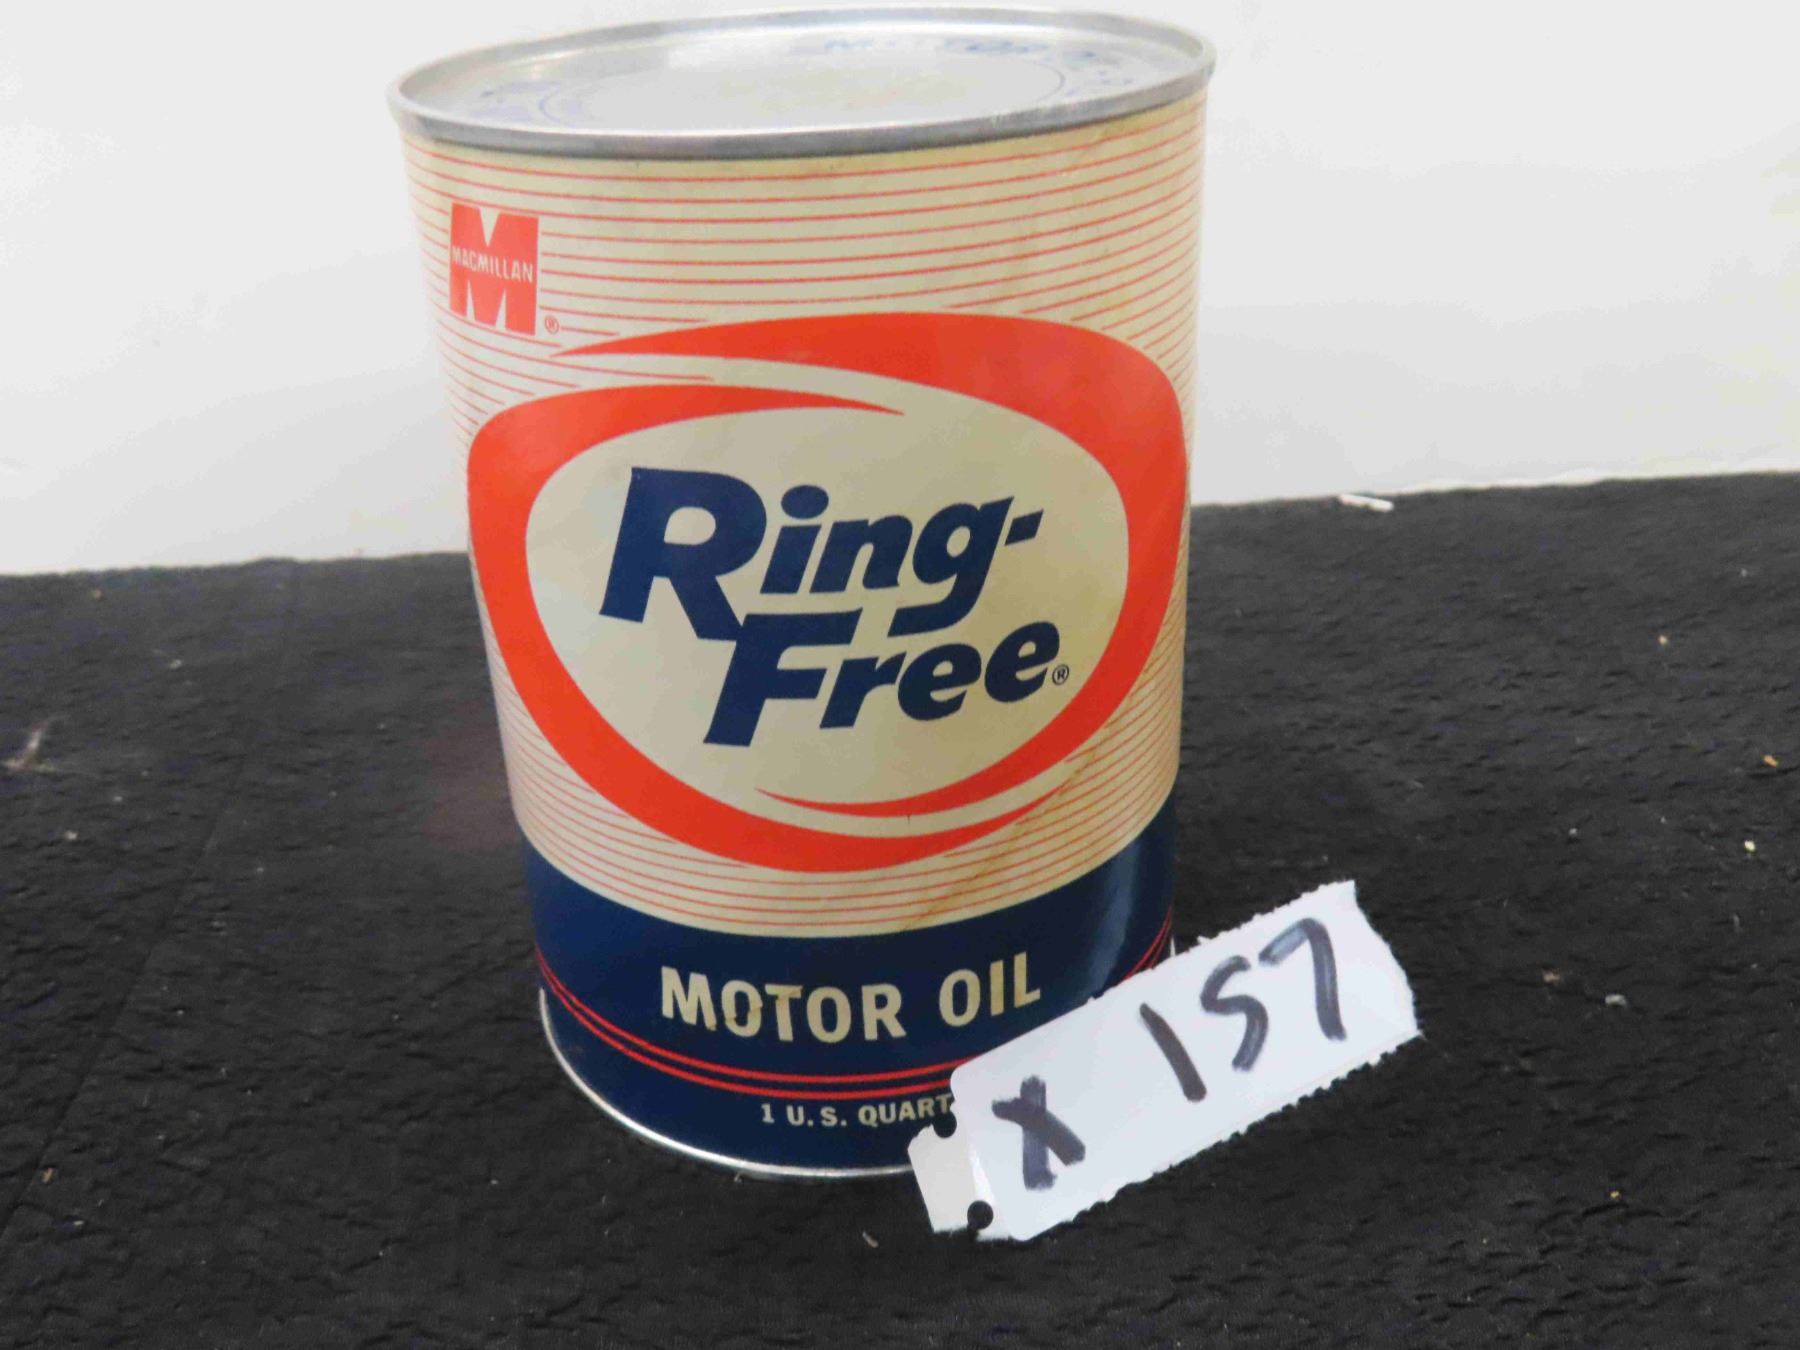 MACMILLAN
®
Ring-
Free®
MOTOR OIL
1 U.S. QUART
X 157